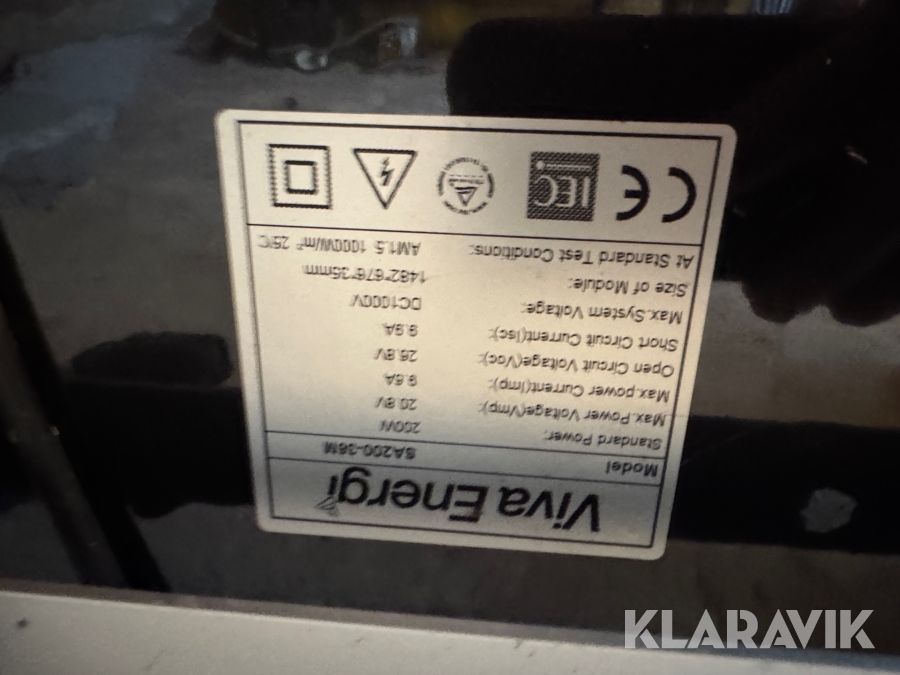 Viva Energi
Model SA200-36M
Standard Power: 200W
Max.Power Voltage(Vmp): 20.8V
Max.power Current(Imp): 9.6A
Open Circuit Voltage(Voc): 26.8V
Short Circuit Current(Isc): 9.9A
Max.System Voltage: DC1000V
Size of Module: 1482*676*35mm
At Standard Test Conditions: AM1.5 1000W/m² 25℃
CE IEC
KLARAVIK